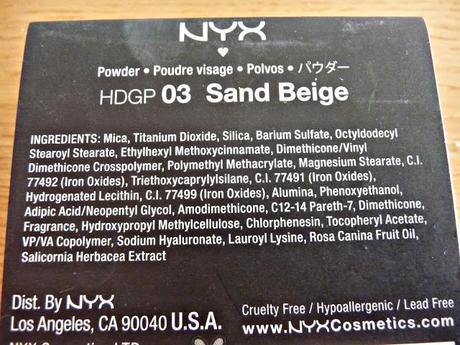 NYX
Powder • Poudre visage • Polvos • パウダー
HDGP 03 Sand Beige
INGREDIENTS: Mica, Titanium Dioxide, Silica, Barium Sulfate, Octyldodecyl
Stearoyl Stearate, Ethylhexyl Methoxycinnamate, Dimethicone/Vinyl
Dimethicone Crosspolymer, Polymethyl Methacrylate, Magnesium Stearate, C.I.
77492 (Iron Oxides), Triethoxycaprylylsilane, C.I. 77491 (Iron Oxides),
Hydrogenated Lecithin, C.I. 77499 (Iron Oxides), Alumina, Phenoxyethanol,
Adipic Acid/Neopentyl Glycol, Amodimethicone, C12-14 Pareth-7, Dimethicone,
Fragrance, Hydroxypropyl Methylcellulose, Chlorphenesin, Tocopheryl Acetate,
VP/VA Copolymer, Sodium Hyaluronate, Lauroyl Lysine, Rosa Canina Fruit Oil,
Salicornia Herbacea Extract
Dist. By NYX
Los Angeles, CA 90040 U.S.A.
Cruelty Free / Hypoallergenic / Lead Free
www.NYXCosmetics.com